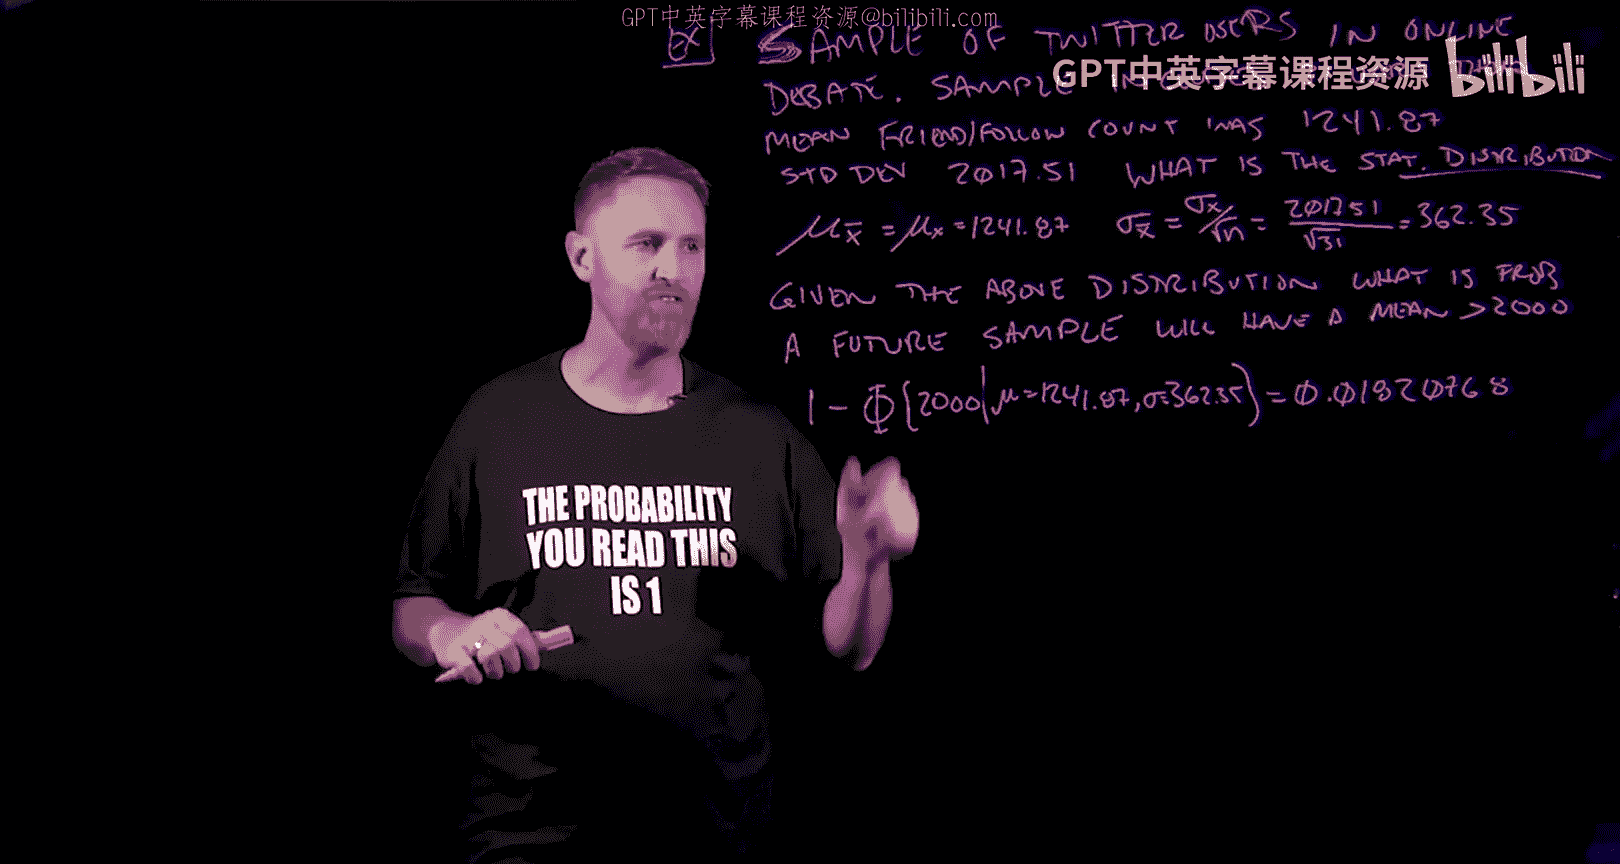 GPT中英字幕课程资源@bilibili.com
EX SAMPLE OF TWITTER USERS IN ONLINE
GPT中英字幕课程资源 bilibili
DEBATE. SAMPLE
MEAN FRIEND/FOLLOW COUNT WAS 1241.87
STD DEV 2017.51 WHAT IS THE STAT. DISTRIBUTION
μx̄ = μx = 1241.87 σx̄ = σx/√n = 2017.51/√31 = 362.35
GIVEN THE ABOVE DISTRIBUTION WHAT IS PROB
A FUTURE SAMPLE WILL HAVE A MEAN >2000
1 - Φ(2000|μ=1241.87, σ=362.35) = 0.01820768
THE PROBABILITY
YOU READ THIS
IS 1